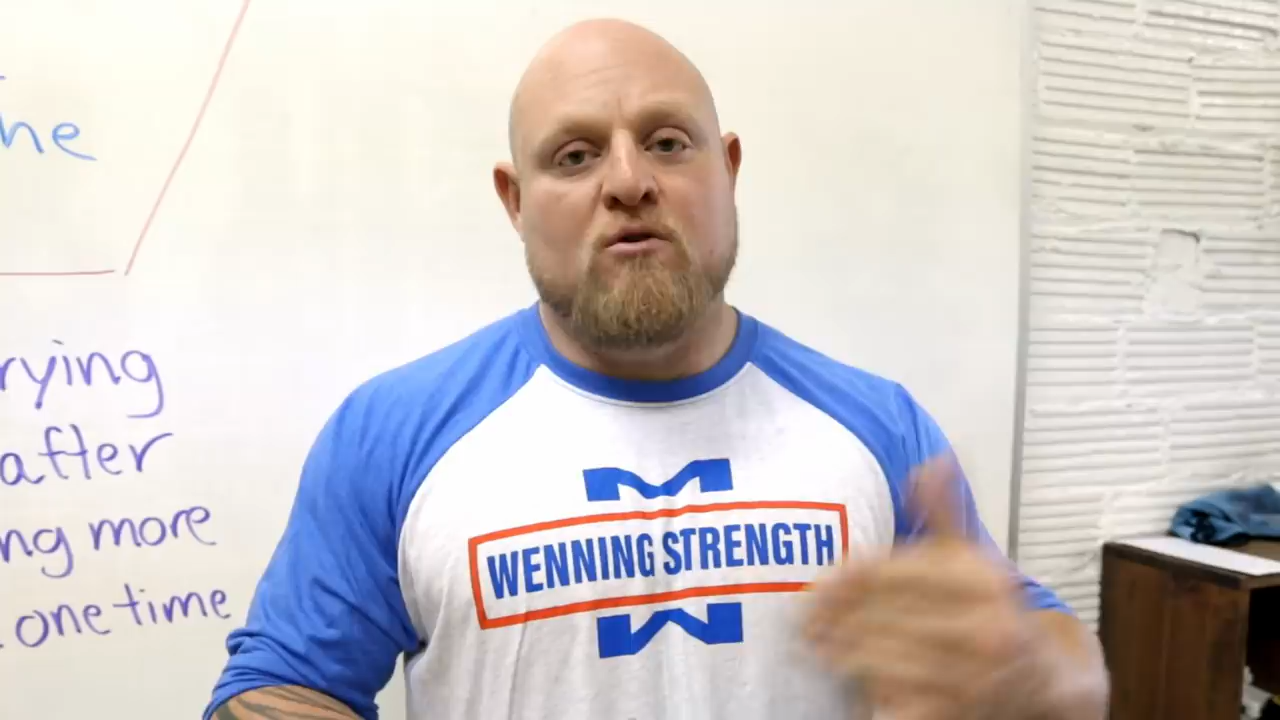 he
rying
after
ng more
one time
WENNING STRENGTH